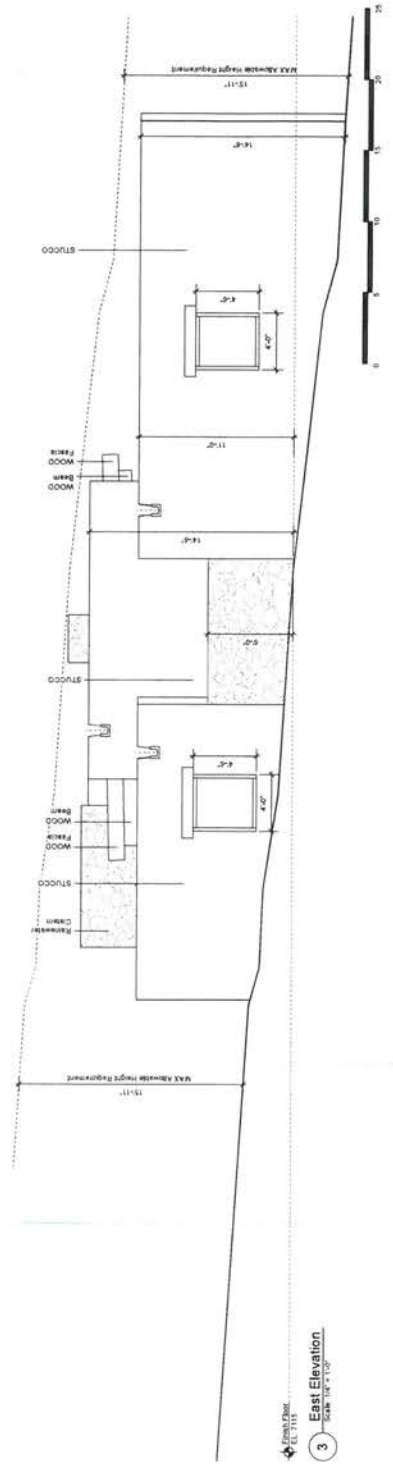 15'-11"
MAX Allowable Height Requirement
Rainwater
Cistern
STUCCO
WOOD
Fascia
WOOD
Beam
STUCCO
WOOD
Beam
WOOD
Fascia
STUCCO
15'-11"
MAX Allowable Height Requirement
4'-6"
4'-0"
6'-0"
14'-6"
11'-0"
4'-6"
4'-0"
14'-6"
Finish Floor
EL. 7115
3
East Elevation
Scale: 1/4" = 1'-0"
0
5
10
15
20
25